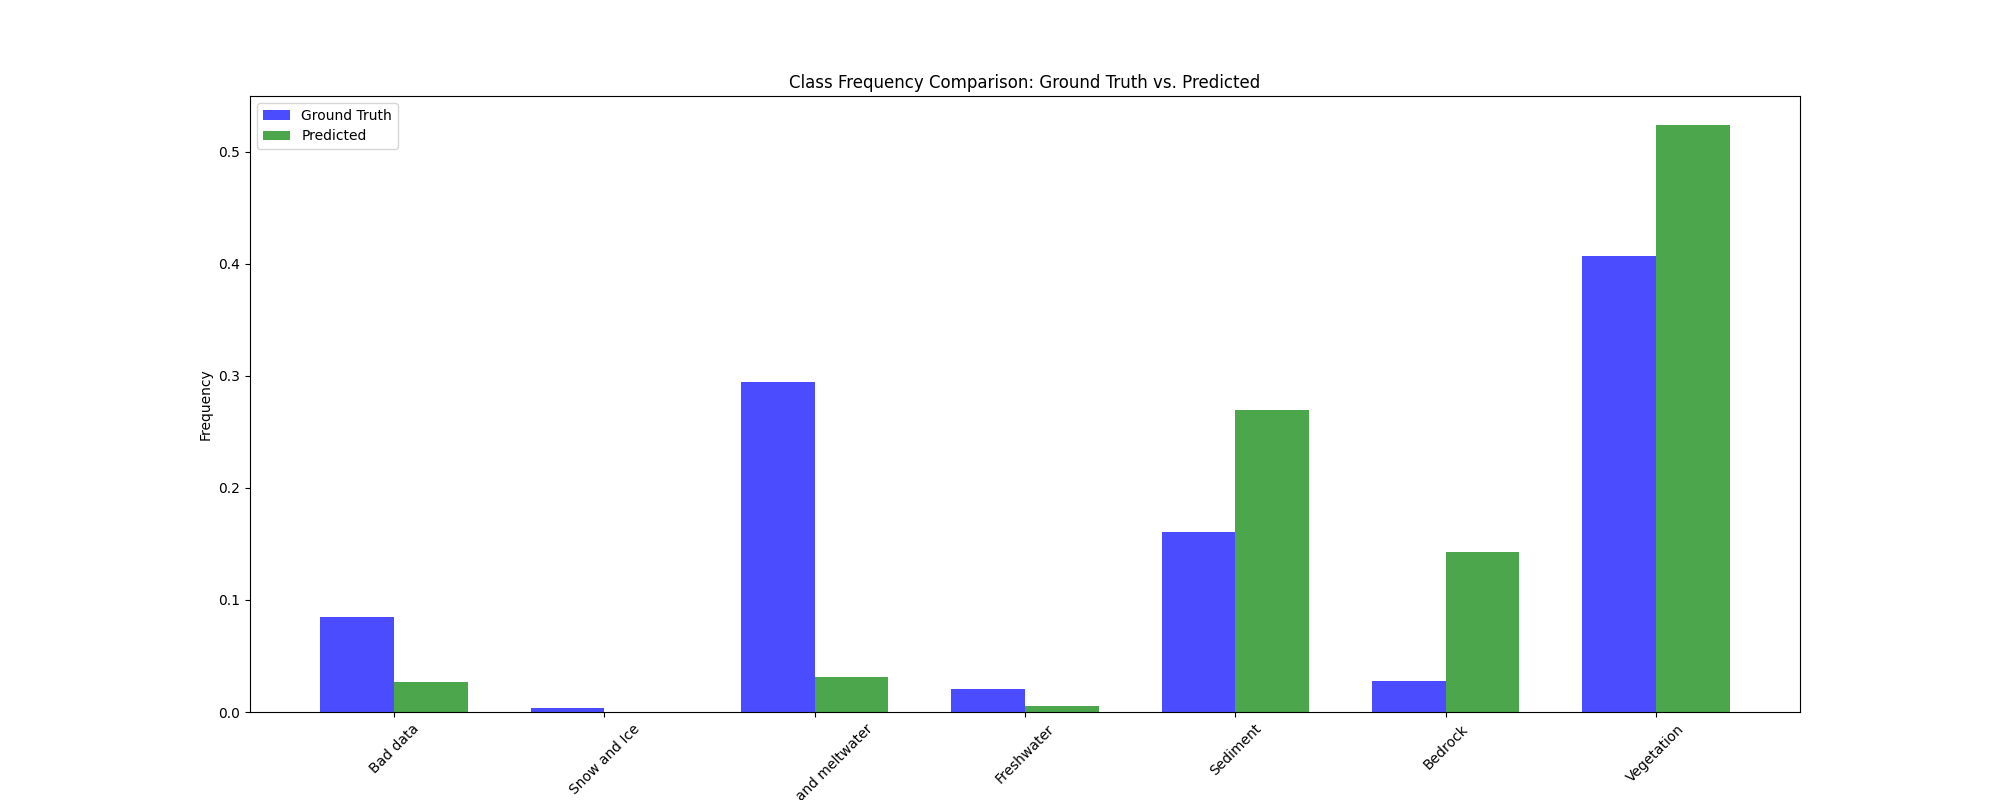 Class Frequency Comparison: Ground Truth vs. Predicted
Ground Truth
Predicted
Frequency
0.5
0.4
0.3
0.2
0.1
0.0
Bad data
Snow and Ice
and meltwater
Freshwater
Sediment
Bedrock
Vegetation